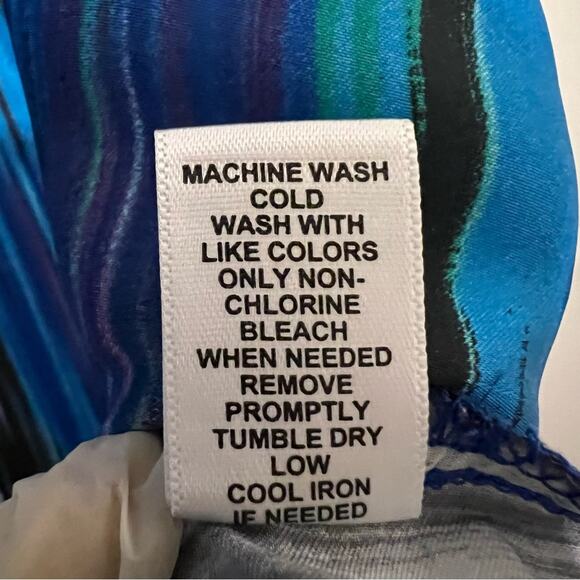 MACHINE WASH
COLD
WASH WITH
LIKE COLORS
ONLY NON-
CHLORINE
BLEACH
WHEN NEEDED
REMOVE
PROMPTLY
TUMBLE DRY
LOW
COOL IRON
IF NEEDED